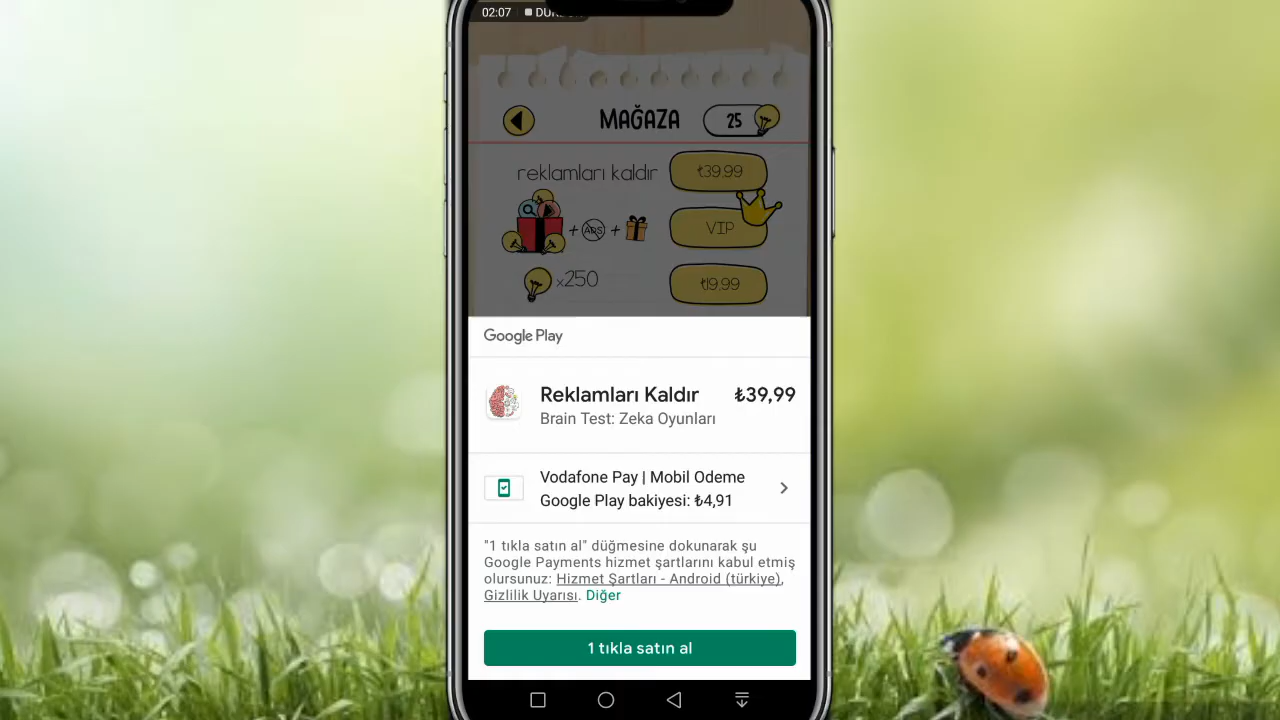 02:07
MAĞAZA
25
reklamları kaldır
₺39.99
+ ADS +
VIP
x250
₺19.99
Google Play
Reklamları Kaldır
₺39,99
Brain Test: Zeka Oyunları
Vodafone Pay | Mobil Odeme
Google Play bakiyesi: ₺4,91
"1 tıkla satın al" düğmesine dokunarak şu
Google Payments hizmet şartlarını kabul etmiş
olursunuz: Hizmet Şartları - Android (türkiye),
Gizlilik Uyarısı. Diğer
1 tıkla satın al